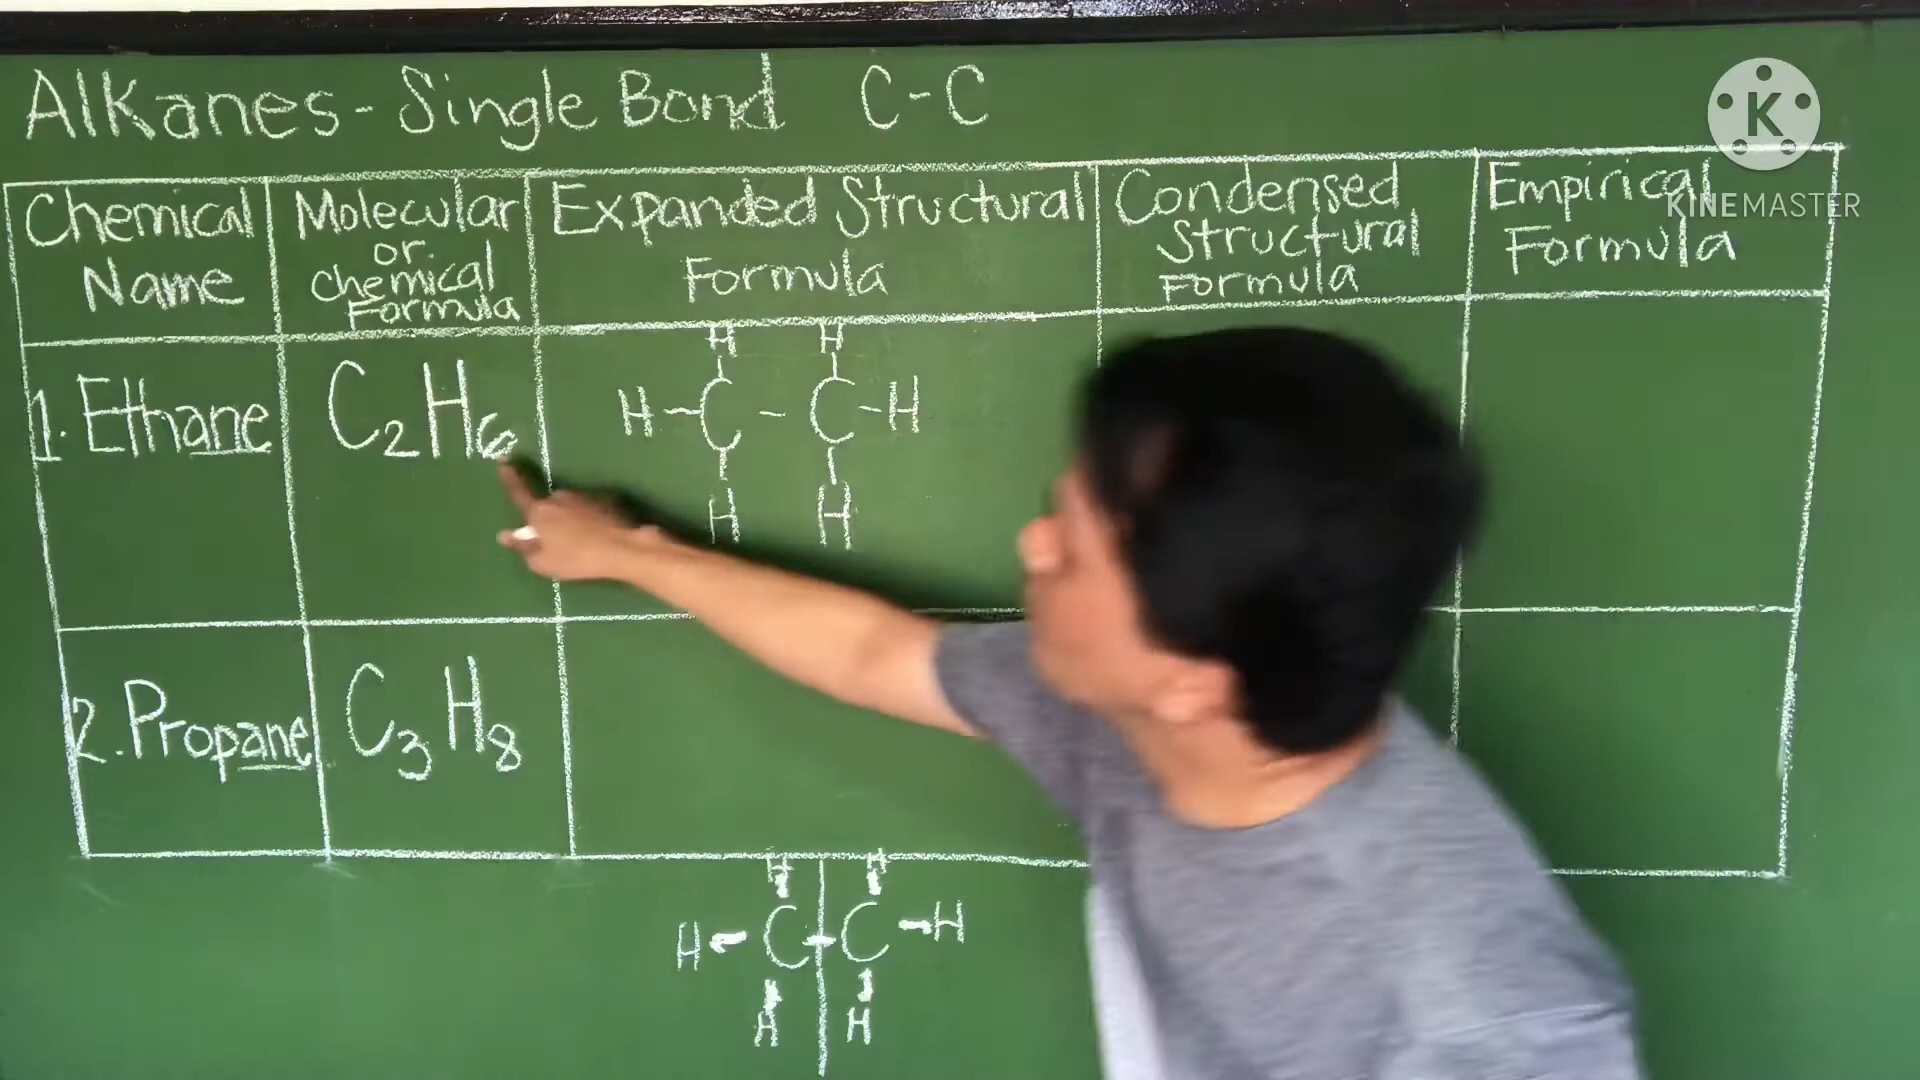 Alkanes - Single Bond C-C
Chemical
Name
Molecular
or
chemical
Formula
Expanded Structural
Formula
Condensed
Structural
Formula
Empirical
Formula
K
KINEMASTER
H H
1. Ethane C2H6 H-C-C-H
H H
2. Propane C3H8
H H
H-C-C-H
H H